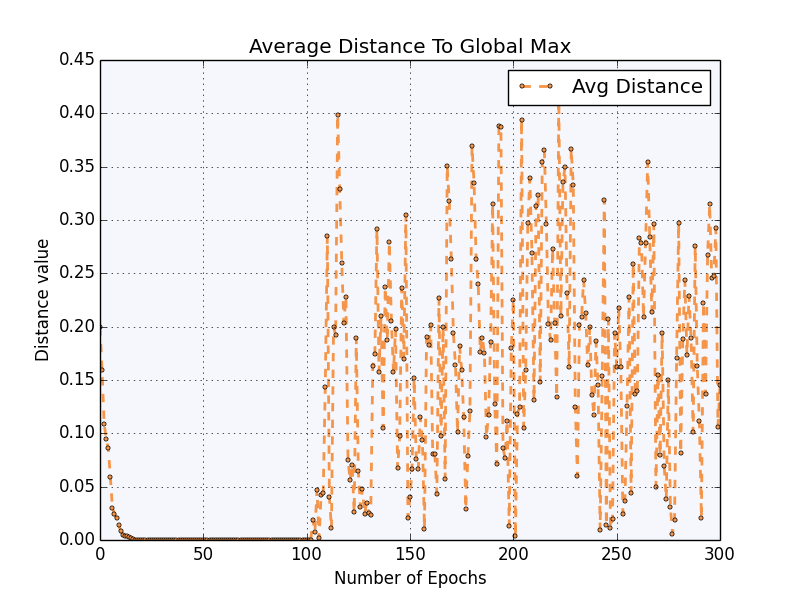 Average Distance To Global Max
Avg Distance
Distance value
0.45
0.40
0.35
0.30
0.25
0.20
0.15
0.10
0.05
0.00
0 50 100 150 200 250 300
Number of Epochs